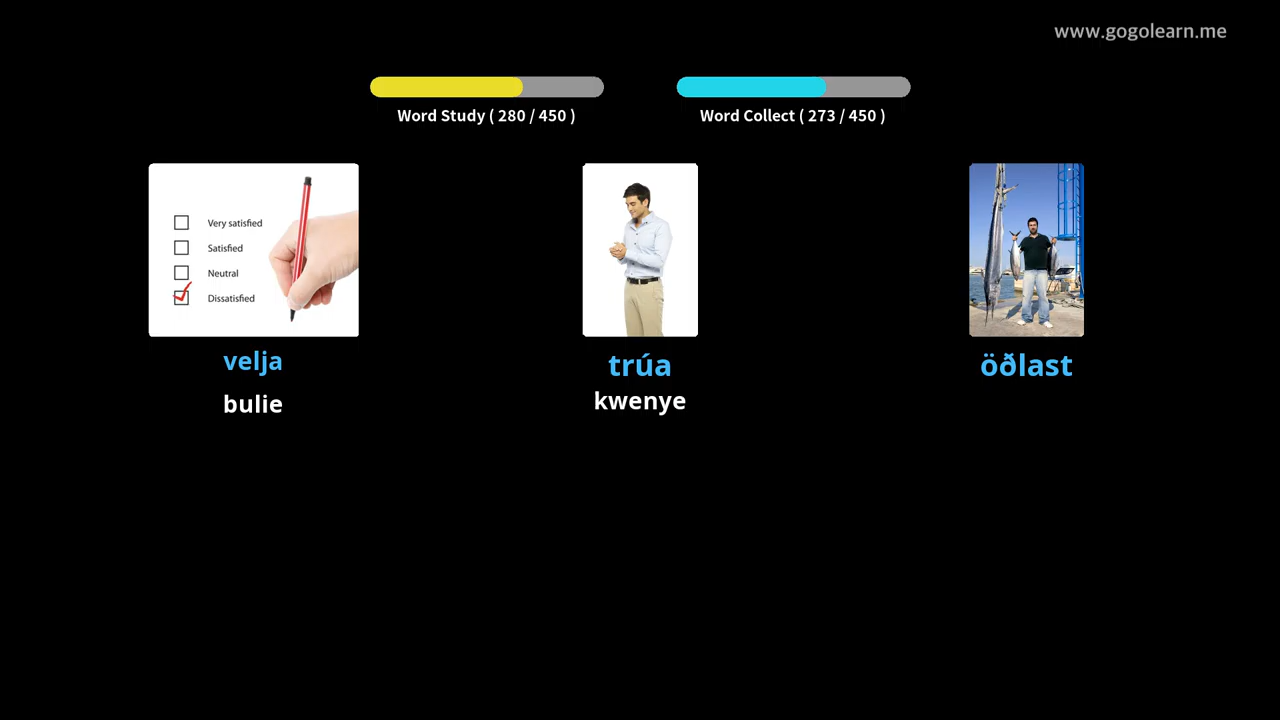 www.gogolearn.me
Word Study ( 280 / 450 )
Word Collect ( 273 / 450 )
Very satisfied
Satisfied
Neutral
Dissatisfied
velja
bulie
trúa
kwenye
öðlast